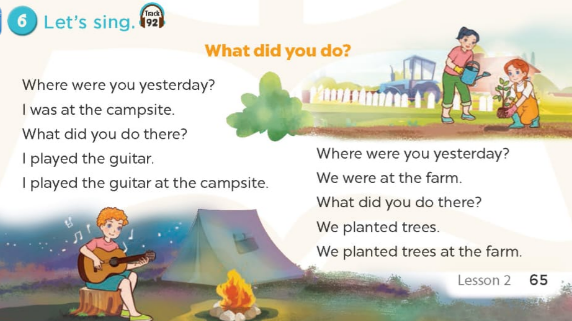 6 Let's sing. Track 92
What did you do?
Where were you yesterday?
I was at the campsite.
What did you do there?
I played the guitar.
I played the guitar at the campsite.
Where were you yesterday?
We were at the farm.
What did you do there?
We planted trees.
We planted trees at the farm.
Lesson 2 65